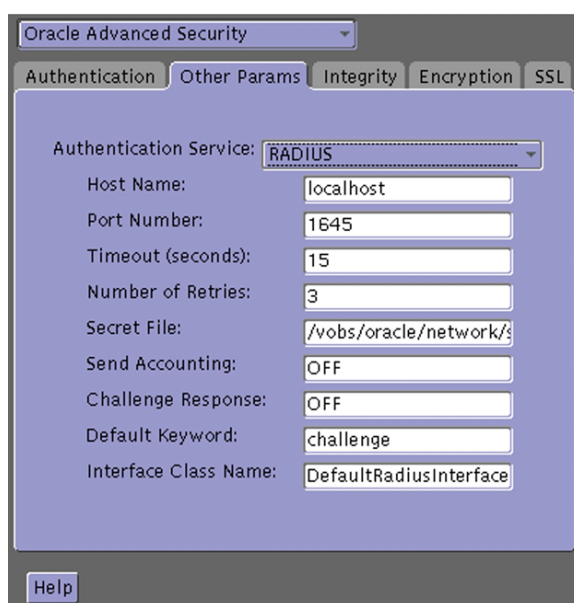 Oracle Advanced Security
Authentication Other Params Integrity Encryption SSL
Authentication Service: RADIUS
Host Name: localhost
Port Number: 1645
Timeout (seconds): 15
Number of Retries: 3
Secret File: /vobs/oracle/network/s
Send Accounting: OFF
Challenge Response: OFF
Default Keyword: challenge
Interface Class Name: DefaultRadiusInterface
Help